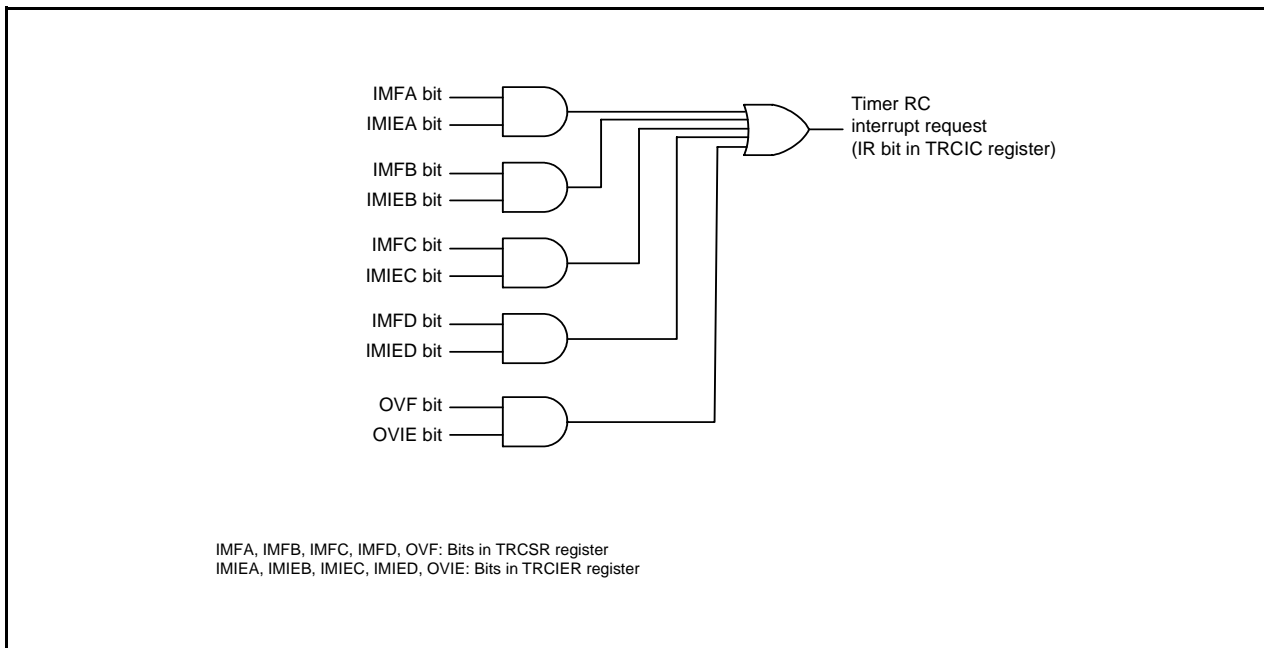 IMFA bit
IMIEA bit
IMFB bit
IMIEB bit
IMFC bit
IMIEC bit
IMFD bit
IMIED bit
OVF bit
OVIE bit
Timer RC
interrupt request
(IR bit in TRCIC register)
IMFA, IMFB, IMFC, IMFD, OVF: Bits in TRCSR register
IMIEA, IMIEB, IMIEC, IMIED, OVIE: Bits in TRCIER register